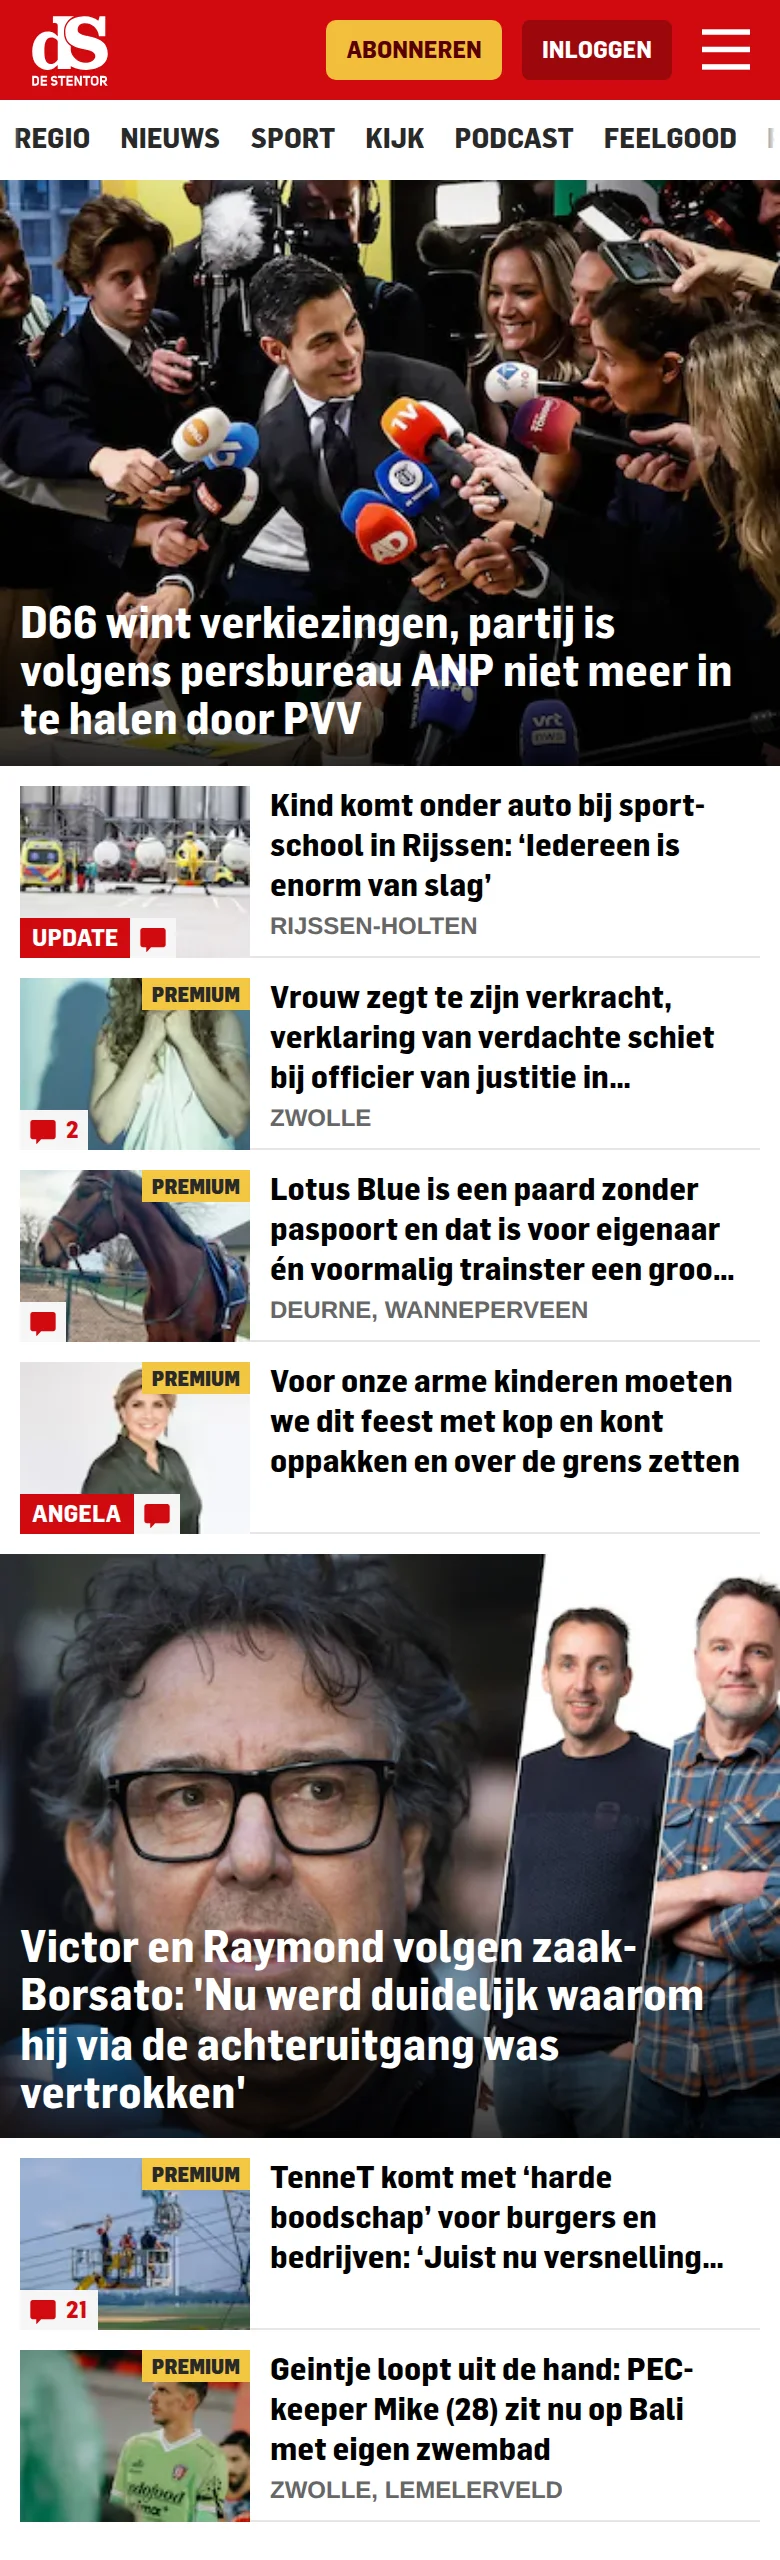 dS
DE STENTOR
ABONNEREN
INLOGGEN
REGIO NIEUWS SPORT KIJK PODCAST FEELGOOD
TV
AD
vrt
nws
D66 wint verkiezingen, partij is
volgens persbureau ANP niet meer in
te halen door PVV
Kind komt onder auto bij sport-
school in Rijssen: ‘Iedereen is
enorm van slag’
RIJSSEN-HOLTEN
UPDATE
PREMIUM
Vrouw zegt te zijn verkracht,
verklaring van verdachte schiet
bij officier van justitie in...
ZWOLLE
2
PREMIUM
Lotus Blue is een paard zonder
paspoort en dat is voor eigenaar
én voormalig trainster een groo...
DEURNE, WANNEPERVEEN
PREMIUM
Voor onze arme kinderen moeten
we dit feest met kop en kont
oppakken en over de grens zetten
ANGELA
Victor en Raymond volgen zaak-
Borsato: 'Nu werd duidelijk waarom
hij via de achteruitgang was
vertrokken'
PREMIUM
TenneT komt met ‘harde
boodschap’ voor burgers en
bedrijven: ‘Juist nu versnelling...
21
PREMIUM
Geintje loopt uit de hand: PEC-
keeper Mike (28) zit nu op Bali
met eigen zwembad
ZWOLLE, LEMELERVELD